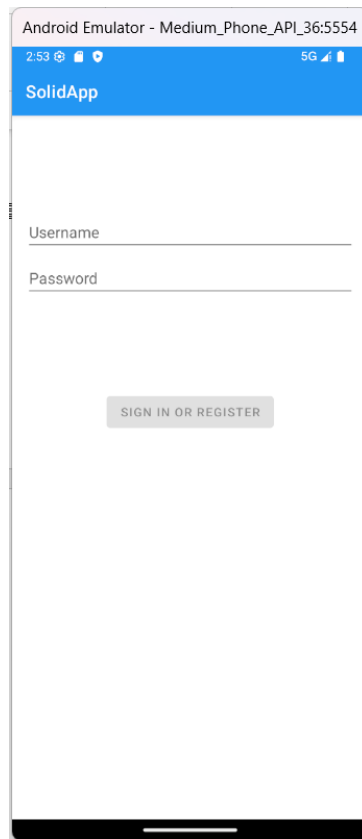 Android Emulator - Medium_Phone_API_36:5554
2:53 5G
SolidApp
Username
Password
SIGN IN OR REGISTER